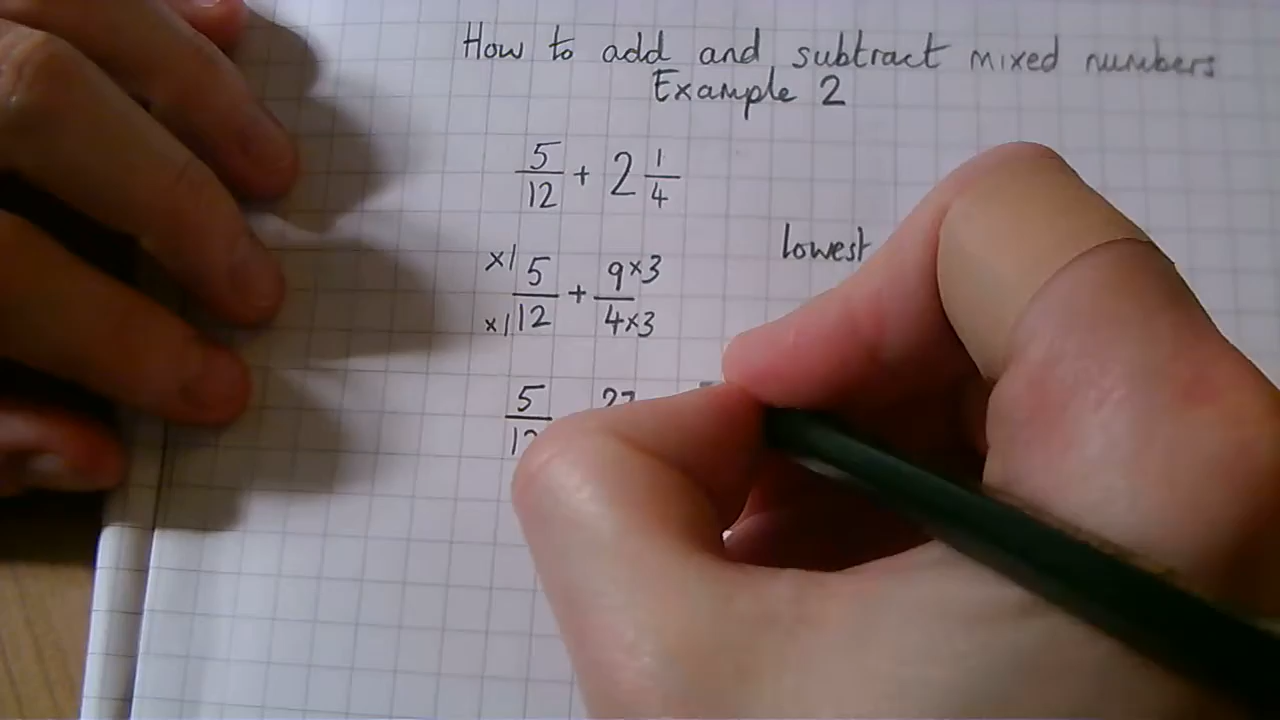 How to add and subtract mixed numbers
Example 2
5/12 + 2 1/4
×1 5/12 ×1 + 9×3/4×3
lowest
5/12 27